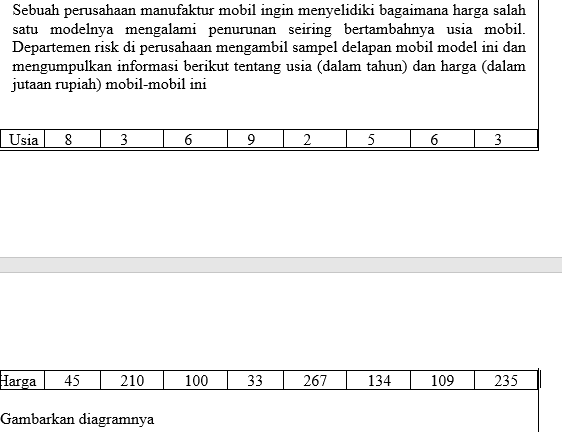 Sebuah perusahaan manufaktur mobil ingin menyelidiki bagaimana harga salah
satu modelnya mengalami penurunan seiring bertambahnya usia mobil.
Departemen risk di perusahaan mengambil sampel delapan mobil model ini dan
mengumpulkan informasi berikut tentang usia (dalam tahun) dan harga (dalam
jutaan rupiah) mobil-mobil ini
Usia 8 3 6 9 2 5 6 3
Harga 45 210 100 33 267 134 109 235
Gambarkan diagramnya